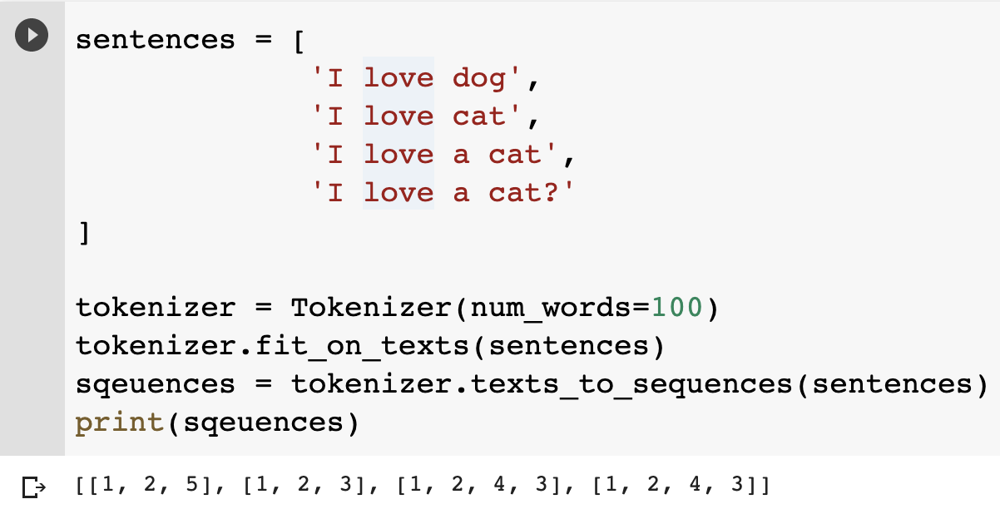 sentences = [
'I love dog',
'I love cat',
'I love a cat',
'I love a cat?'
]
tokenizer = Tokenizer(num_words=100)
tokenizer.fit_on_texts(sentences)
sqeuences = tokenizer.texts_to_sequences(sentences)
print(sqeuences)
[[1, 2, 5], [1, 2, 3], [1, 2, 4, 3], [1, 2, 4, 3]]